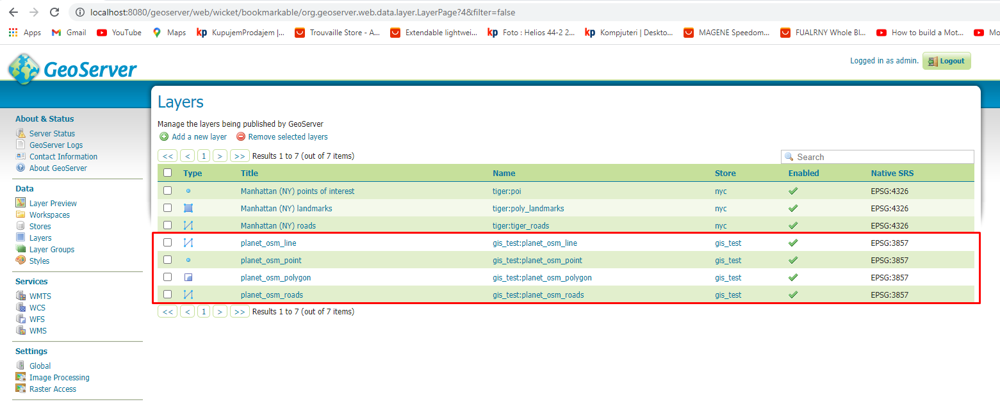 localhost:8080/geoserver/web/wicket/bookmarkable/org.geoserver.web.data.layer.LayerPage?4&filter=false
Apps Gmail YouTube Maps kp KupujemProdajem |... Trouvaille Store - A... Extendable lightwei... kp Foto : Helios 44-2 2... kp Kompjuteri | Deskto... MAGENE Speedom... FUALRNY Whole Bl... How to build a Mot... Mo
GeoServer
Logged in as admin. Logout
About & Status
Server Status
GeoServer Logs
Contact Information
About GeoServer
Data
Layer Preview
Workspaces
Stores
Layers
Layer Groups
Styles
Services
WMTS
WCS
WFS
WMS
Settings
Global
Image Processing
Raster Access
Layers
Manage the layers being published by GeoServer
Add a new layer Remove selected layers
<< < 1 > >> Results 1 to 7 (out of 7 items) Search
Type Title Name Store Enabled Native SRS
Manhattan (NY) points of interest tiger:poi nyc EPSG:4326
Manhattan (NY) landmarks tiger:poly_landmarks nyc EPSG:4326
Manhattan (NY) roads tiger:tiger_roads nyc EPSG:4326
planet_osm_line gis_test:planet_osm_line gis_test EPSG:3857
planet_osm_point gis_test:planet_osm_point gis_test EPSG:3857
planet_osm_polygon gis_test:planet_osm_polygon gis_test EPSG:3857
planet_osm_roads gis_test:planet_osm_roads gis_test EPSG:3857
<< < 1 > >> Results 1 to 7 (out of 7 items)